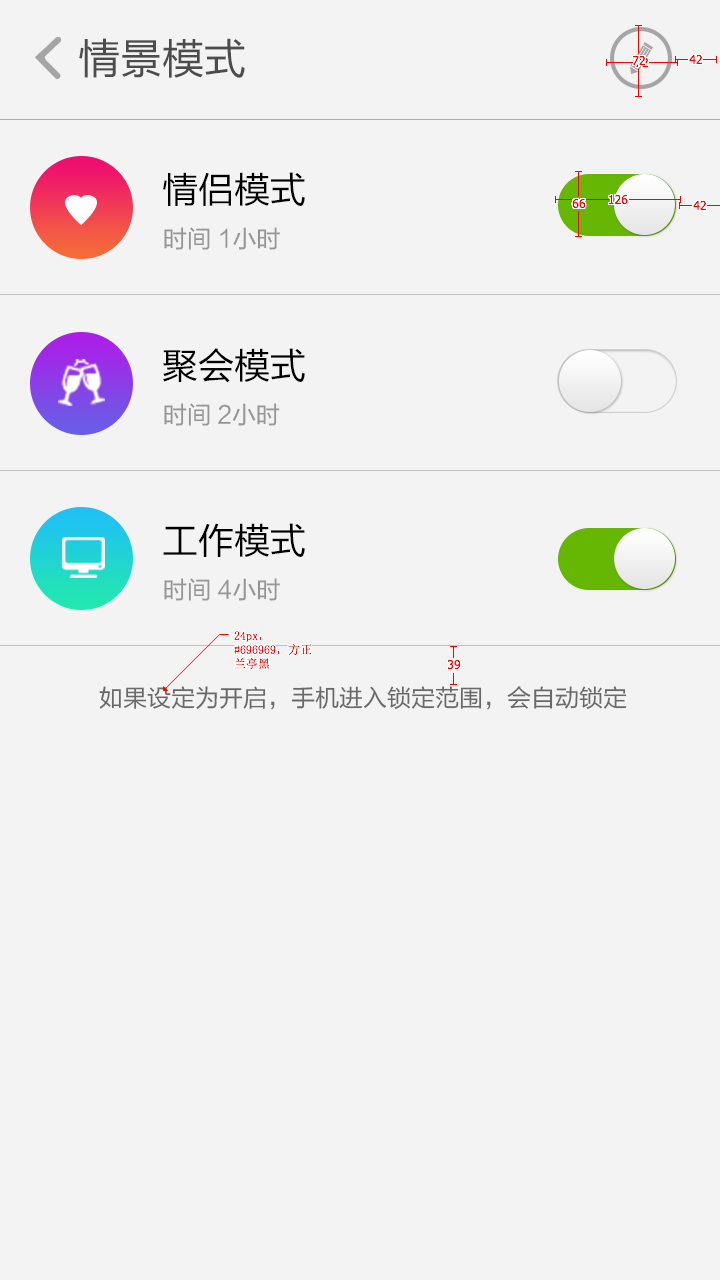 情景模式
72
42
情侣模式
时间 1小时
66
126
42
聚会模式
时间 2小时
工作模式
时间 4小时
24px，
#696969，方正
兰亭黑
39
如果设定为开启，手机进入锁定范围，会自动锁定